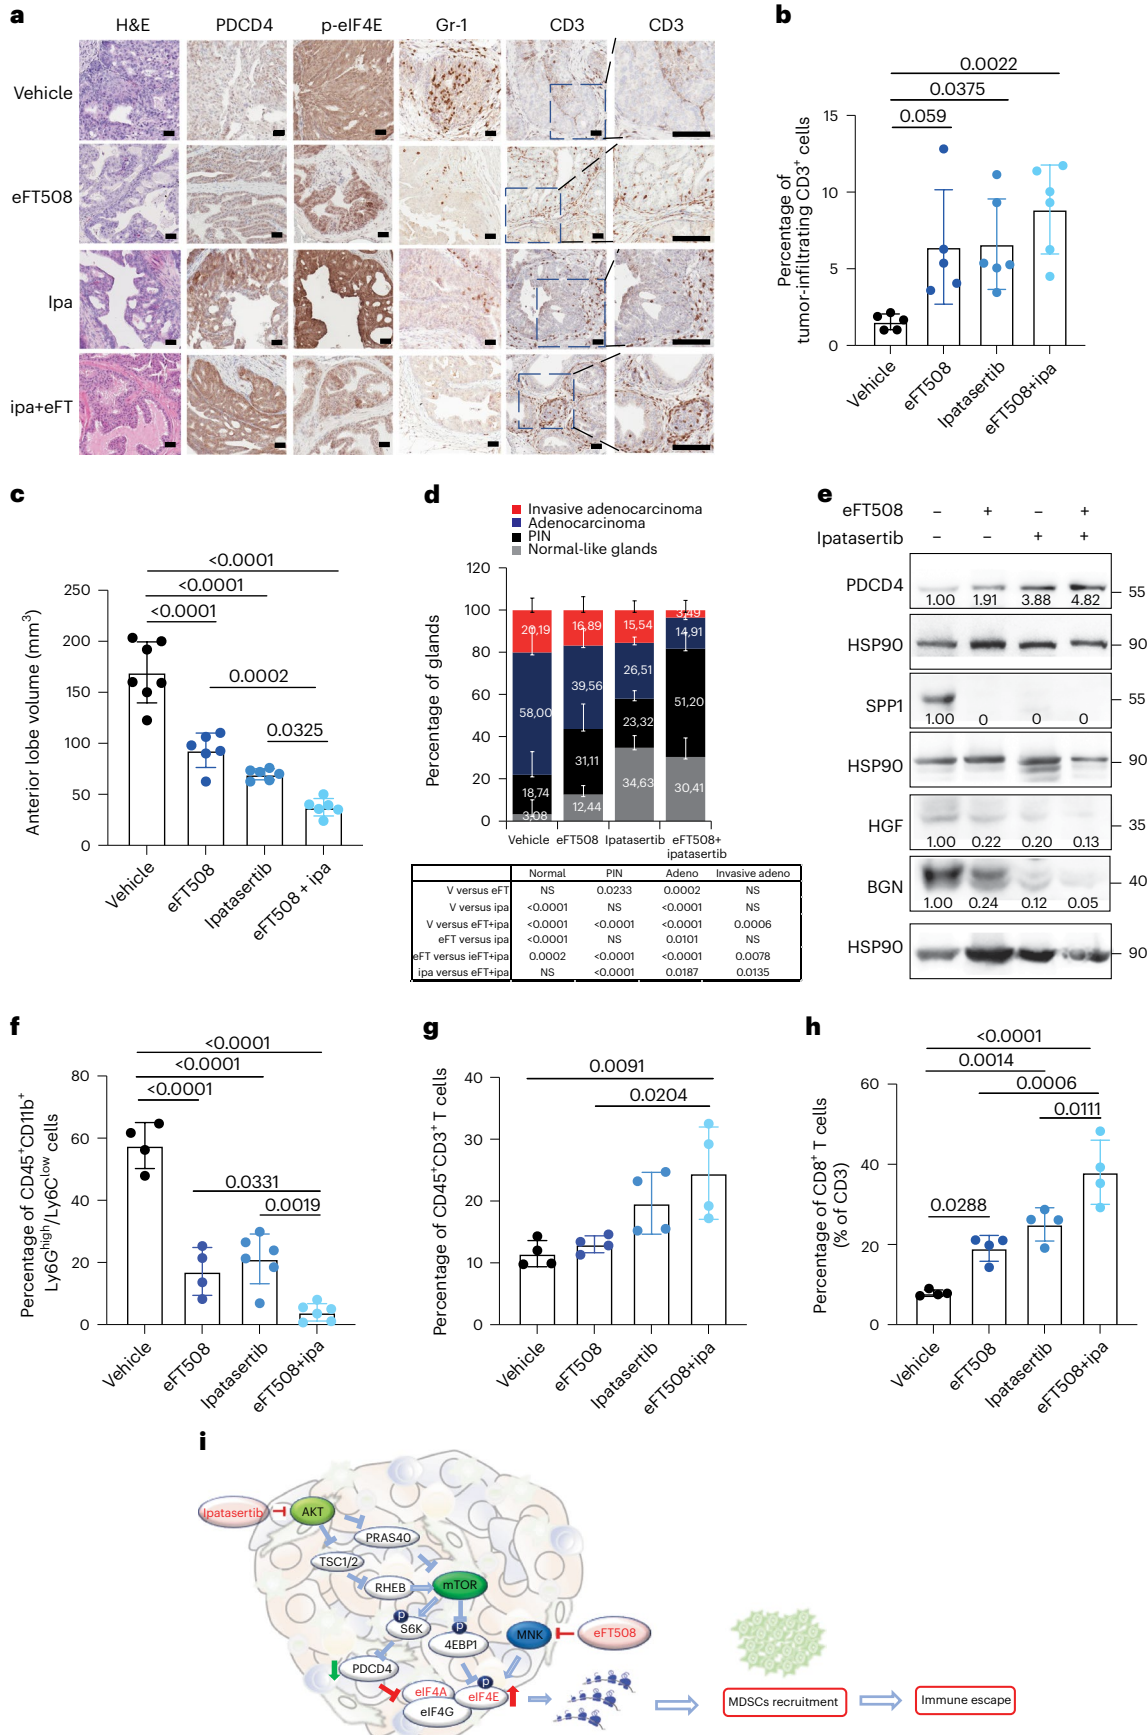 a
H&E PDCD4 p-eIF4E Gr-1 CD3 CD3
Vehicle
eFT508
Ipa
ipa+eFT
b
0.0022
0.0375
0.059
15
10
5
0
Percentage of
tumor-infiltrating CD3+ cells
Vehicle
eFT508
Ipatasertib
eFT508+ipa
c
<0.0001
<0.0001
<0.0001
0.0002
0.0325
250
200
150
100
50
0
Anterior lobe volume (mm³)
Vehicle
eFT508
Ipatasertib
eFT508 + ipa
d
Invasive adenocarcinoma
Adenocarcinoma
PIN
Normal-like glands
120
100
80
60
40
20
0
Percentage of glands
20,19 16,89 15,54 3,49
58,00 39,56 26,51 14,91
18,74 31,11 23,32 51,20
3,08 12,44 34,63 30,41
Vehicle eFT508 Ipatasertib eFT508+
ipatasertib
Normal PIN Adeno Invasive adeno
V versus eFT NS 0.0233 0.0002 NS
V versus ipa <0.0001 NS <0.0001 NS
V versus eFT+ipa <0.0001 <0.0001 <0.0001 0.0006
eFT versus ipa <0.0001 NS 0.0101 NS
eFT versus ieFT+ipa 0.0002 <0.0001 <0.0001 0.0078
ipa versus eFT+ipa NS <0.0001 0.0187 0.0135
e
eFT508 – + – +
Ipatasertib – – + +
PDCD4 55
1.00 1.91 3.88 4.82
HSP90 90
SPP1 55
1.00 0 0 0
HSP90 90
HGF 35
1.00 0.22 0.20 0.13
BGN 40
1.00 0.24 0.12 0.05
HSP90 90
f
<0.0001
<0.0001
<0.0001
0.0331
0.0019
80
60
40
20
0
Percentage of CD45+CD11b+
Ly6Ghigh/Ly6Clow cells
Vehicle
eFT508
Ipatasertib
eFT508+ipa
g
0.0091
0.0204
40
30
20
10
0
Percentage of CD45+CD3+ T cells
Vehicle
eFT508
Ipatasertib
eFT508+ipa
h
<0.0001
0.0014
0.0006
0.0111
0.0288
60
40
20
0
Percentage of CD8+ T cells
(% of CD3)
Vehicle
eFT508
Ipatasertib
eFT508+ipa
i
Ipatasertib AKT
PRAS40
TSC1/2
RHEB mTOR
P
S6K
P
4EBP1
MNK eFT508
PDCD4
P
eIF4A eIF4E
eIF4G
MDSCs recruitment
Immune escape